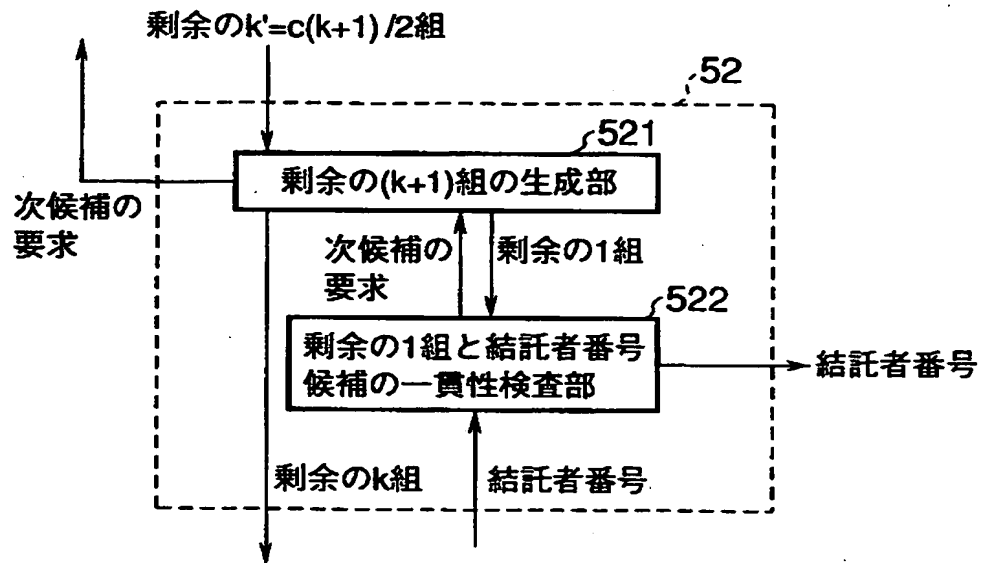 剰余のk'=c(k+1)/2組
52
521
剰余の(k+1)組の生成部
次候補の
要求
次候補の
要求
剰余の1組
522
剰余の1組と結託者番号
候補の一貫性検査部
結託者番号
剰余のk組
結託者番号